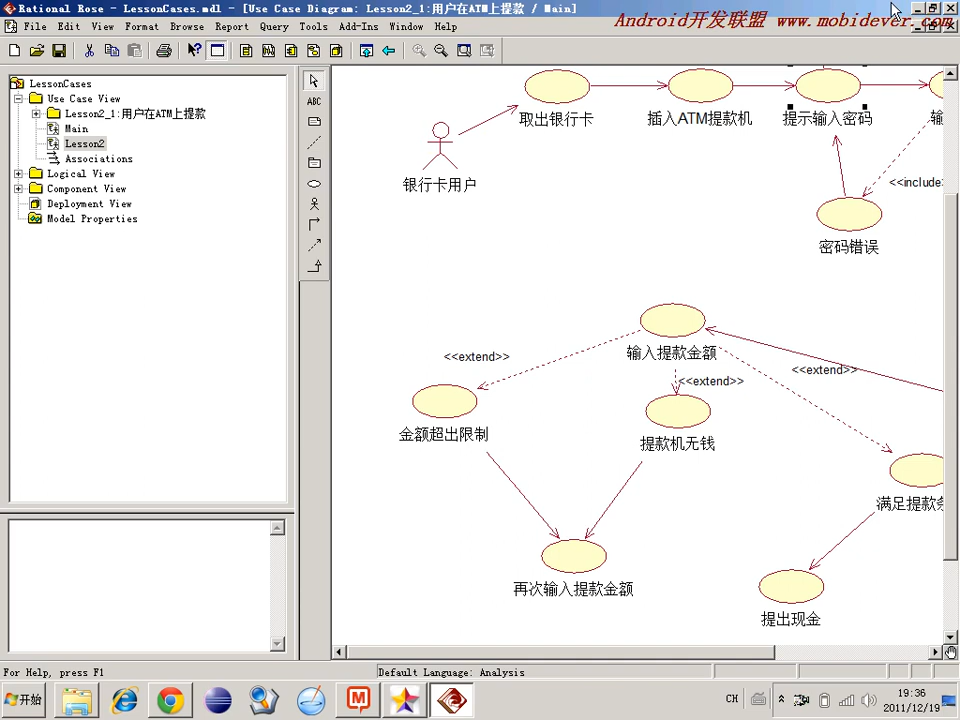 Rational Rose - LessonCases.mdl - [Use Case Diagram: Lesson2_1:用户在ATM上提款 / Main]
File Edit View Format Browse Report Query Tools Add-Ins Window Help
Android开发联盟 www.mobidever.com
ABC
LessonCases
Use Case View
Lesson2_1:用户在ATM上提款
Main
Lesson2
Associations
Logical View
Component View
Deployment View
Model Properties
取出银行卡
插入ATM提款机
提示输入密码
输
银行卡用户
<<include>
密码错误
输入提款金额
<<extend>>
<<extend>>
<<extend>>
金额超出限制
提款机无钱
满足提款条
再次输入提款金额
提出现金
For Help, press F1
Default Language: Analysis
开始
CH
19:36
2011/12/19